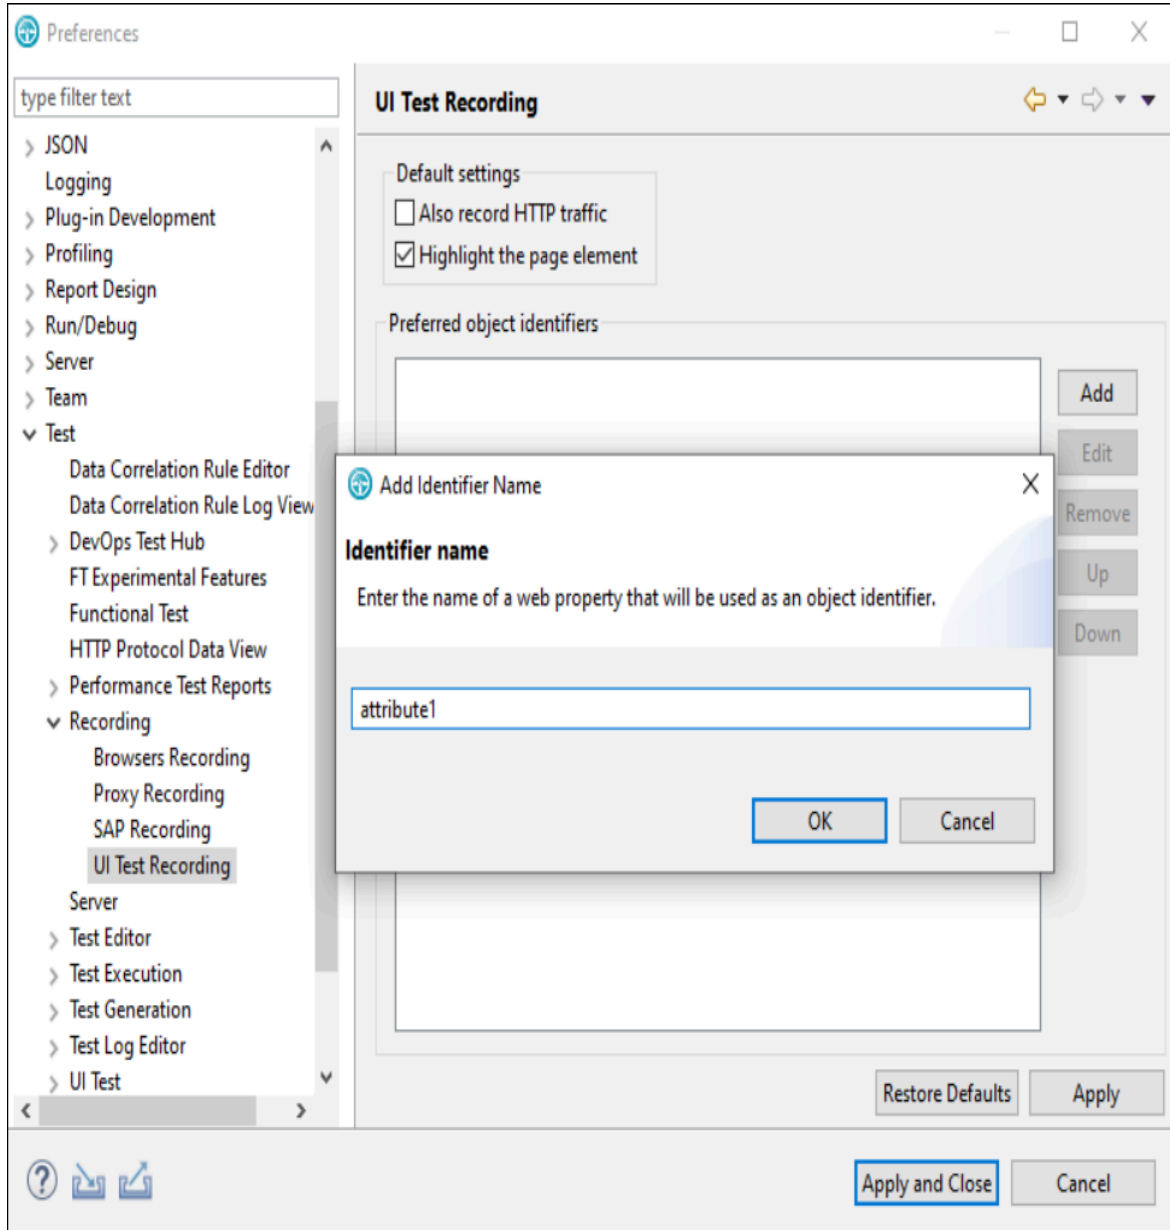 Preferences
type filter text
JSON
Logging
Plug-in Development
Profiling
Report Design
Run/Debug
Server
Team
Test
Data Correlation Rule Editor
Data Correlation Rule Log View
DevOps Test Hub
FT Experimental Features
Functional Test
HTTP Protocol Data View
Performance Test Reports
Recording
Browsers Recording
Proxy Recording
SAP Recording
UI Test Recording
Server
Test Editor
Test Execution
Test Generation
Test Log Editor
UI Test
UI Test Recording
Default settings
Also record HTTP traffic
Highlight the page element
Preferred object identifiers
Add
Edit
Remove
Up
Down
Add Identifier Name
Identifier name
Enter the name of a web property that will be used as an object identifier.
attribute1
OK
Cancel
Restore Defaults
Apply
Apply and Close
Cancel